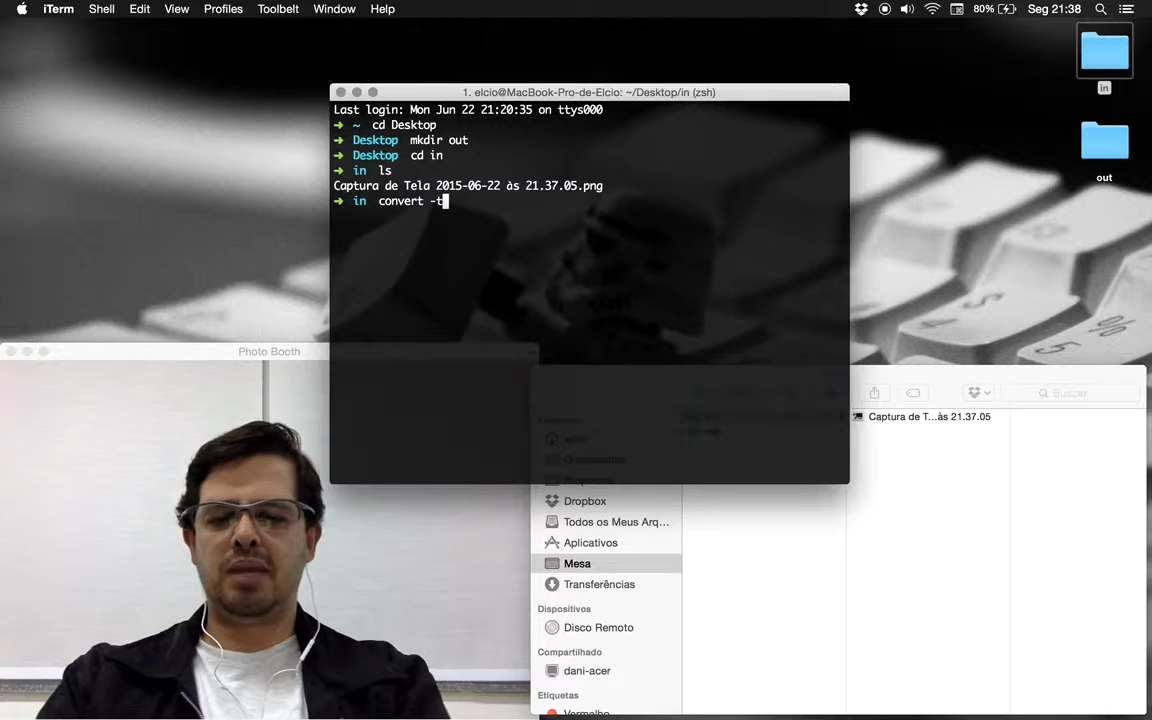 iTerm Shell Edit View Profiles Toolbelt Window Help
80% Seg 21:38
in
out
1. elcio@MacBook-Pro-de-Elcio: ~/Desktop/in (zsh)
Last login: Mon Jun 22 21:20:35 on ttys000
➜ ~ cd Desktop
➜ Desktop mkdir out
➜ Desktop cd in
➜ in ls
Captura de Tela 2015-06-22 às 21.37.05.png
➜ in convert -t
Photo Booth
Buscar
Captura de T...às 21.37.05
Dropbox
Todos os Meus Arq...
Aplicativos
Mesa
Transferências
Dispositivos
Disco Remoto
Compartilhado
dani-acer
Etiquetas
Vermelho